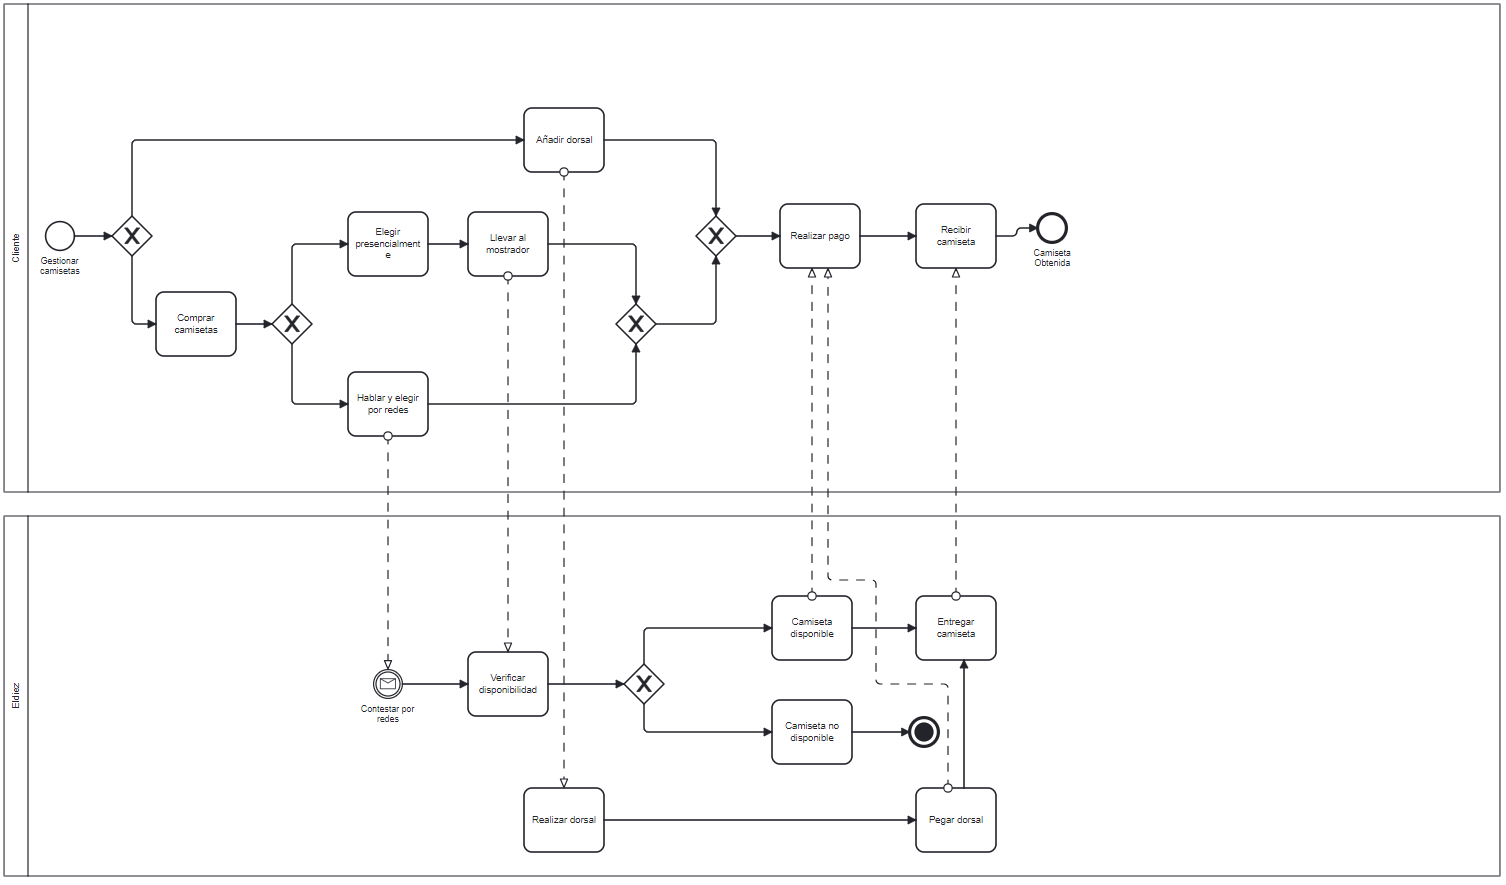 Cliente
Gestionar
camisetas
Comprar
camisetas
Elegir
presencialment
e
Llevar al
mostrador
Hablar y elegir
por redes
Añadir dorsal
Realizar pago
Recibir
camiseta
Camiseta
Obtenida
Eldiez
Contestar por
redes
Verificar
disponibilidad
Camiseta
disponible
Entregar
camiseta
Camiseta no
disponible
Realizar dorsal
Pegar dorsal